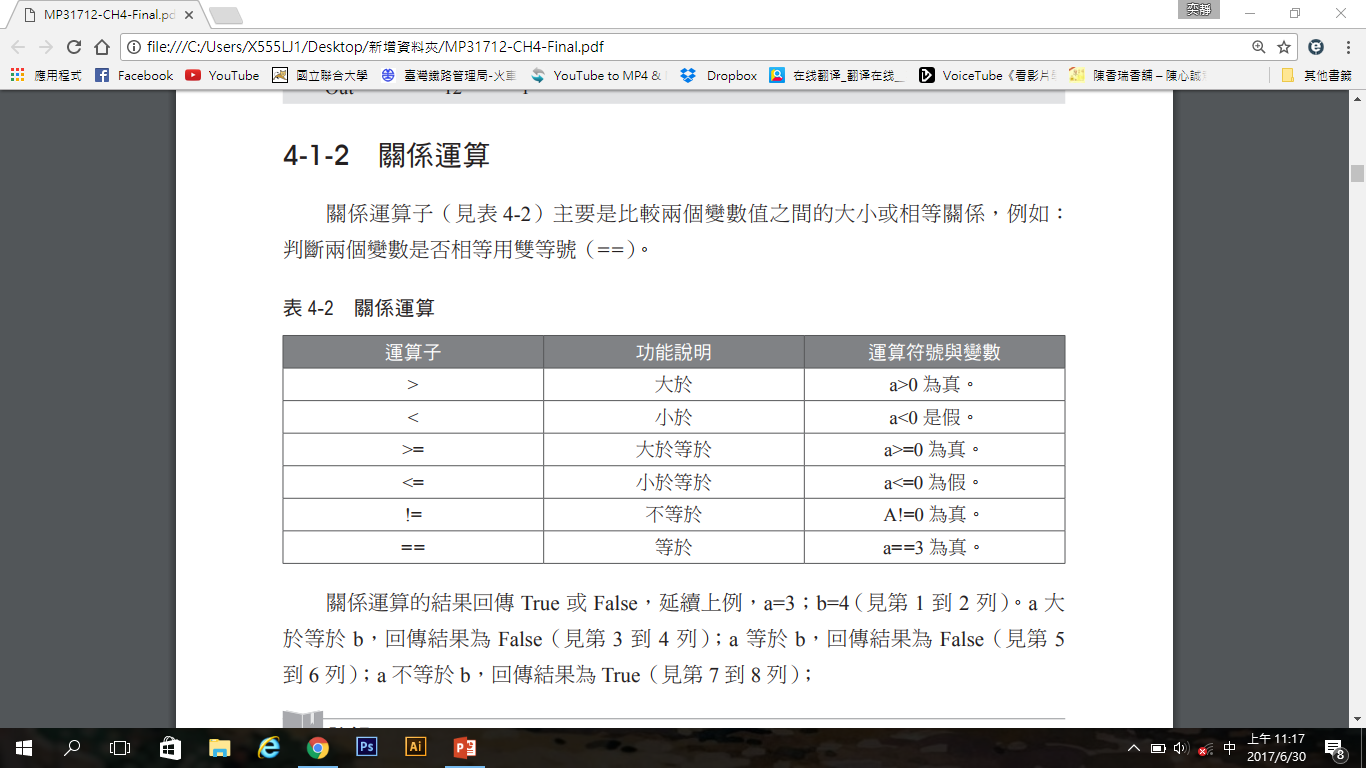 MP31712-CH4-Final.pd
奕靜
file:///C:/Users/X555LJ1/Desktop/新增資料夾/MP31712-CH4-Final.pdf
應用程式 Facebook YouTube 國立聯合大學 臺灣鐵路管理局-火車 YouTube to MP4 & Dropbox 在线翻译_翻译在线_ VoiceTube《看影片 陳香瑞香舖 – 陳心誠 其他書籤
Out 12
4-1-2 關係運算
關係運算子（見表 4-2）主要是比較兩個變數值之間的大小或相等關係，例如：
判斷兩個變數是否相等用雙等號（==）。
表 4-2 關係運算
運算子 功能說明 運算符號與變數
> 大於 a>0 為真。
< 小於 a<0 是假。
>= 大於等於 a>=0 為真。
<= 小於等於 a<=0 為假。
!= 不等於 A!=0 為真。
== 等於 a==3 為真。
關係運算的結果回傳 True 或 False，延續上例，a=3；b=4（見第 1 到 2 列）。a 大
於等於 b，回傳結果為 False（見第 3 到 4 列）；a 等於 b，回傳結果為 False（見第 5
到 6 列）；a 不等於 b，回傳結果為 True（見第 7 到 8 列）；
Ps Ai
中
上午 11:17
2017/6/30
8